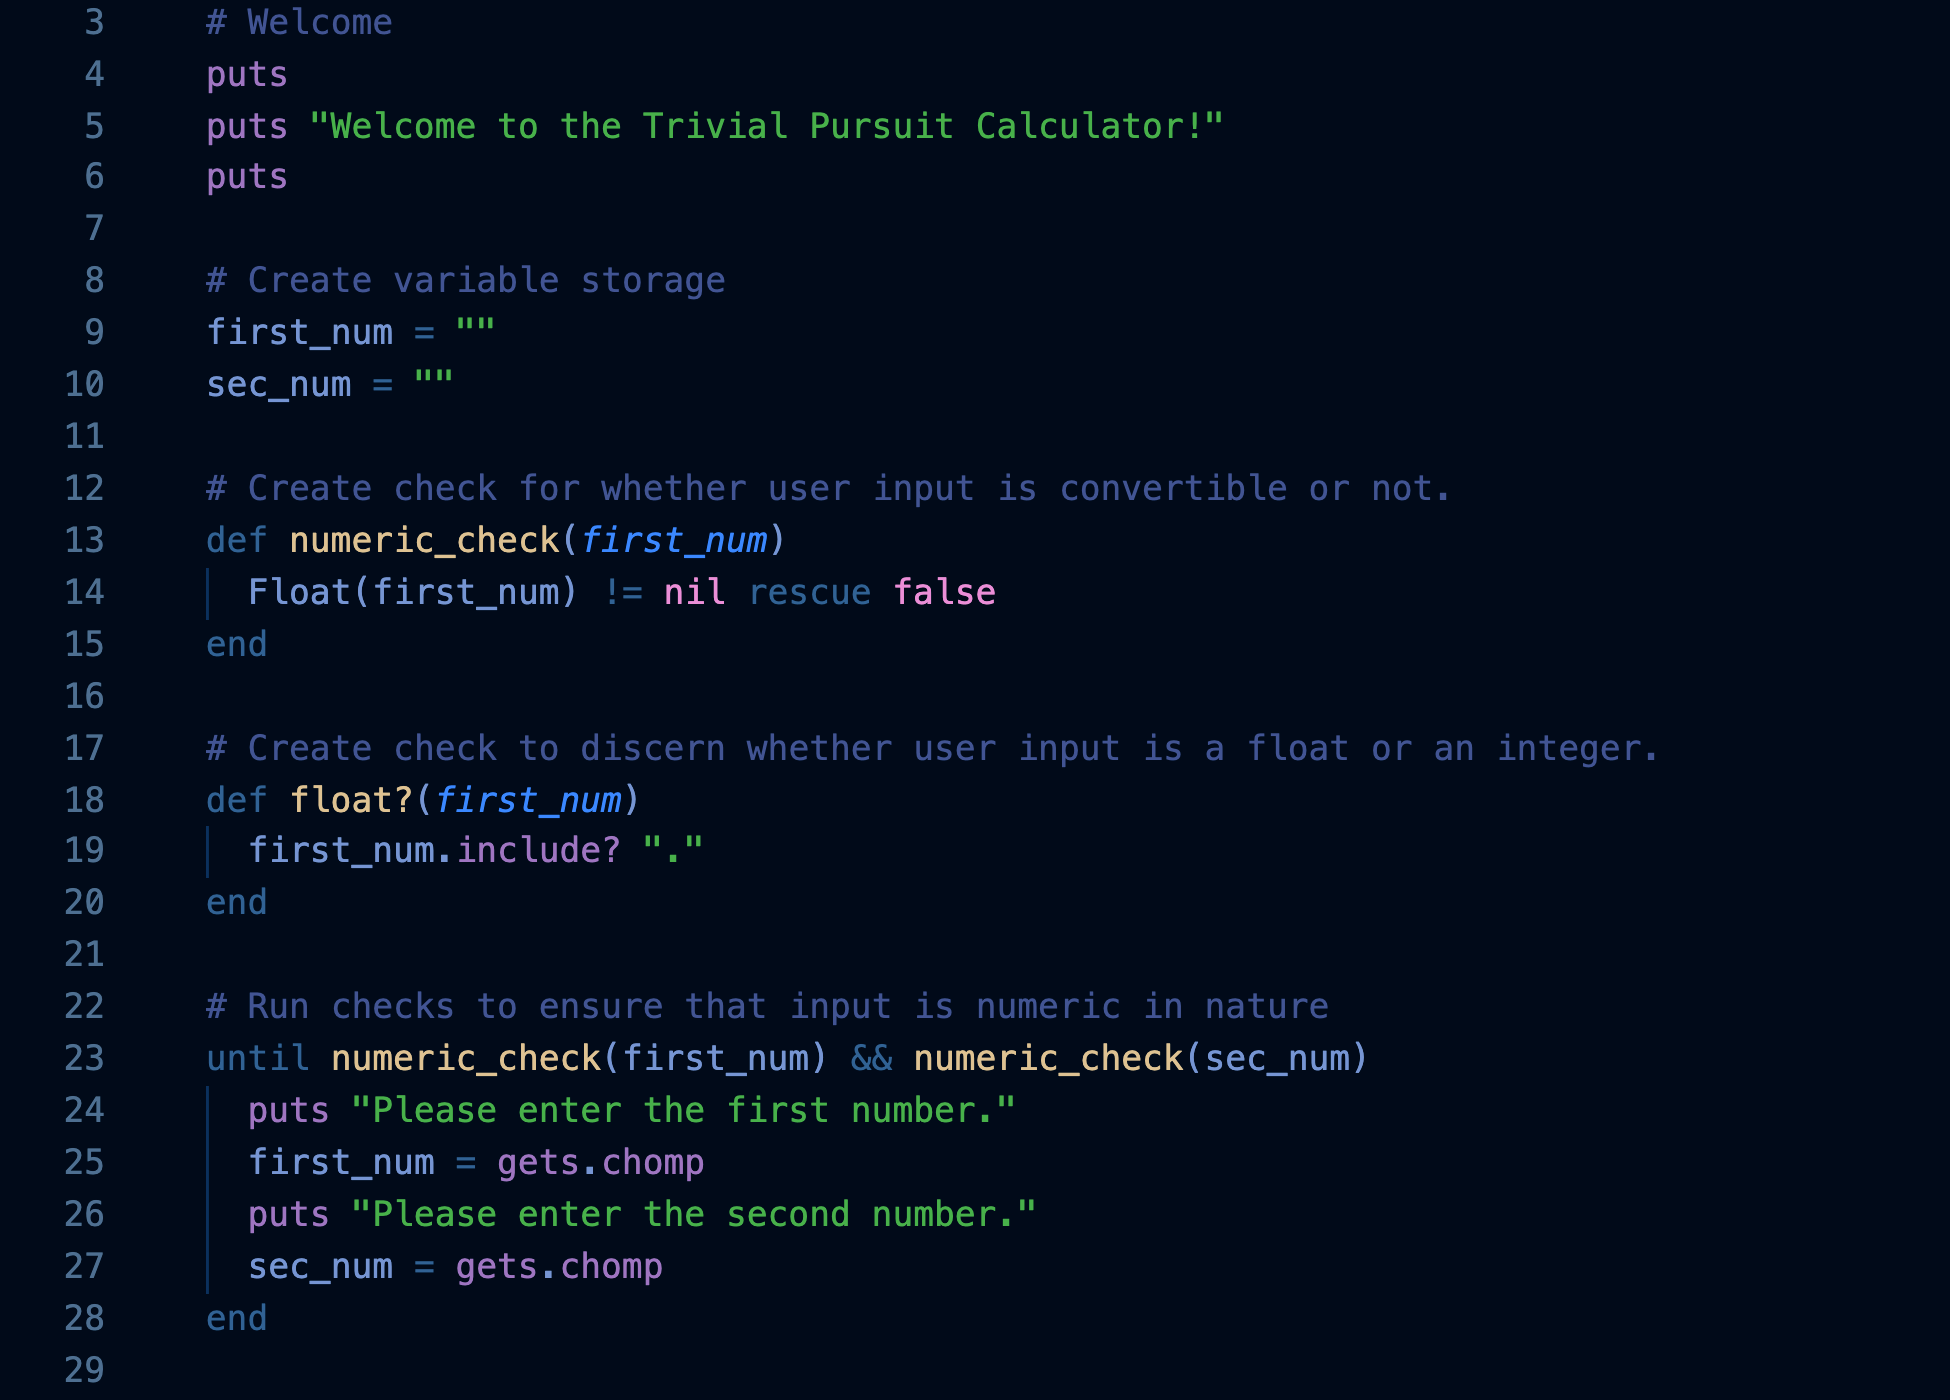 3 # Welcome
4 puts
5 puts "Welcome to the Trivial Pursuit Calculator!"
6 puts
7
8 # Create variable storage
9 first_num = ""
10 sec_num = ""
11
12 # Create check for whether user input is convertible or not.
13 def numeric_check(first_num)
14   Float(first_num) != nil rescue false
15 end
16
17 # Create check to discern whether user input is a float or an integer.
18 def float?(first_num)
19   first_num.include? "."
20 end
21
22 # Run checks to ensure that input is numeric in nature
23 until numeric_check(first_num) && numeric_check(sec_num)
24   puts "Please enter the first number."
25   first_num = gets.chomp
26   puts "Please enter the second number."
27   sec_num = gets.chomp
28 end
29